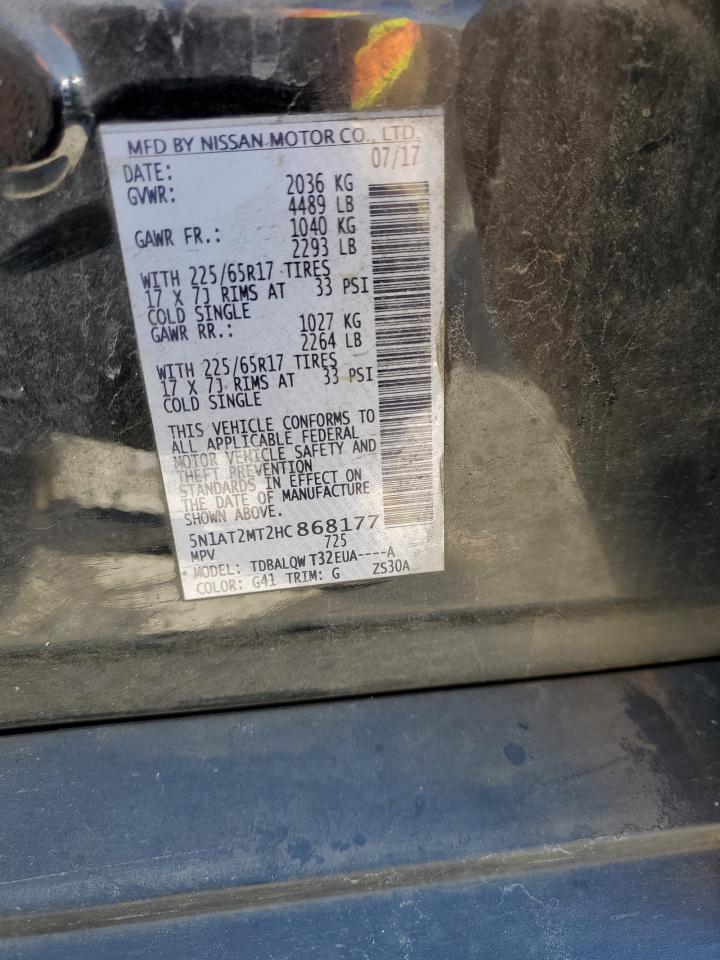 MFD BY NISSAN MOTOR CO., LTD.
DATE: 07/17
GVWR: 2036 KG
4489 LB
GAWR FR.: 1040 KG
2293 LB
WITH 225/65R17 TIRES
17 X 7J RIMS AT 33 PSI
COLD SINGLE
GAWR RR.: 1027 KG
2264 LB
WITH 225/65R17 TIRES
17 X 7J RIMS AT 33 PSI
COLD SINGLE
THIS VEHICLE CONFORMS TO
ALL APPLICABLE FEDERAL
MOTOR VEHICLE SAFETY AND
THEFT PREVENTION
STANDARDS IN EFFECT ON
THE DATE OF MANUFACTURE
SHOWN ABOVE.
5N1AT2MT2HC868177
MPV 725
* MODEL: TDBALQW T32EUA----A
COLOR: G41 TRIM: G ZS30A